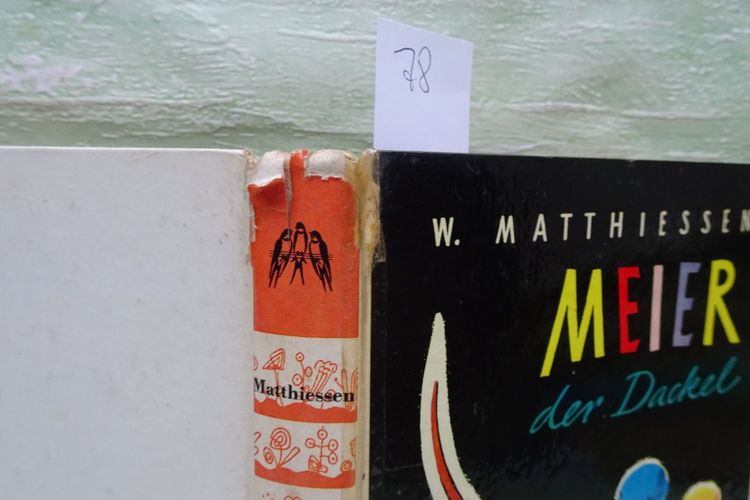 78
Matthiessen
W. MATTHIESSEN
MEIER
der Dackel